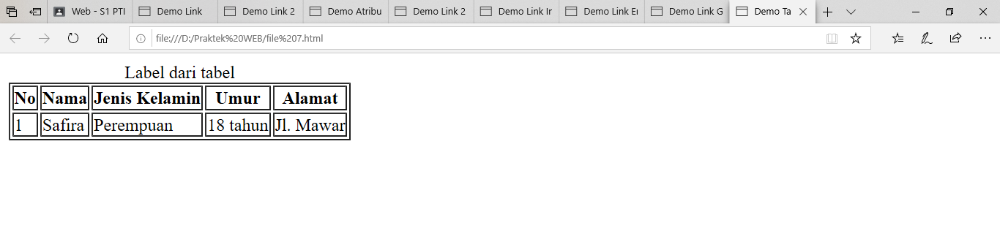 Web - S1 PTI Demo Link Demo Link 2 Demo Atribu Demo Link 2 Demo Link Ir Demo Link Demo Link G Demo Ta
file:///D:/Praktek%20WEB/file%207.html
Label dari tabel
No Nama Jenis Kelamin Umur Alamat
1 Safira Perempuan 18 tahun Jl. Mawar